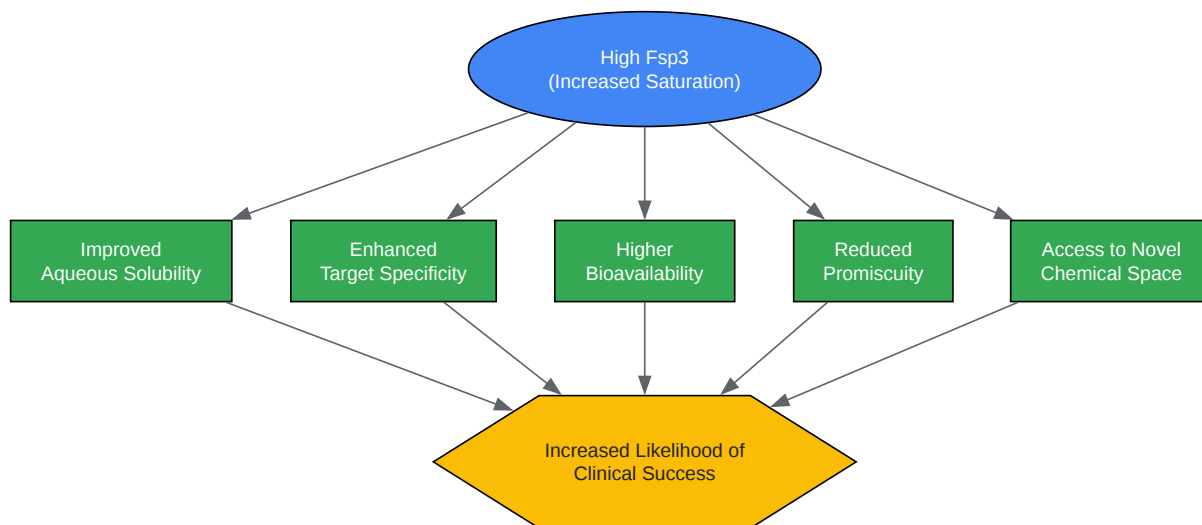 High Fsp3
(Increased Saturation)
Improved
Aqueous Solubility
Enhanced
Target Specificity
Higher
Bioavailability
Reduced
Promiscuity
Access to Novel
Chemical Space
Increased Likelihood of
Clinical Success